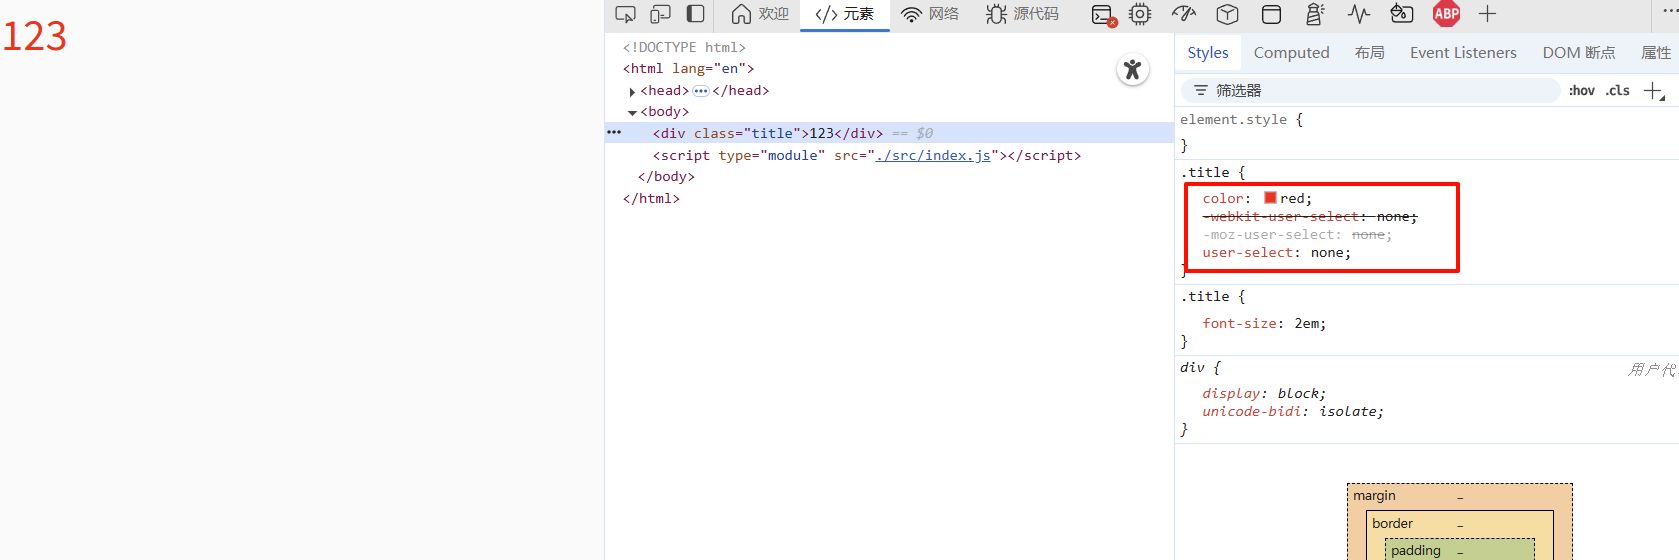 123
欢迎
元素
网络
源代码
ABP
<!DOCTYPE html>
<html lang="en">
<head>
</head>
<body>
<div class="title">123</div> == $0
<script type="module" src="./src/index.js"></script>
</body>
</html>
Styles
Computed
布局
Event Listeners
DOM 断点
属性
筛选器
:hov
.cls
element.style {
}
.title {
color: red;
-webkit-user-select: none;
-moz-user-select: none;
user-select: none;
}
.title {
font-size: 2em;
}
div {
用户代
display: block;
unicode-bidi: isolate;
}
margin
-
border
-
padding
-